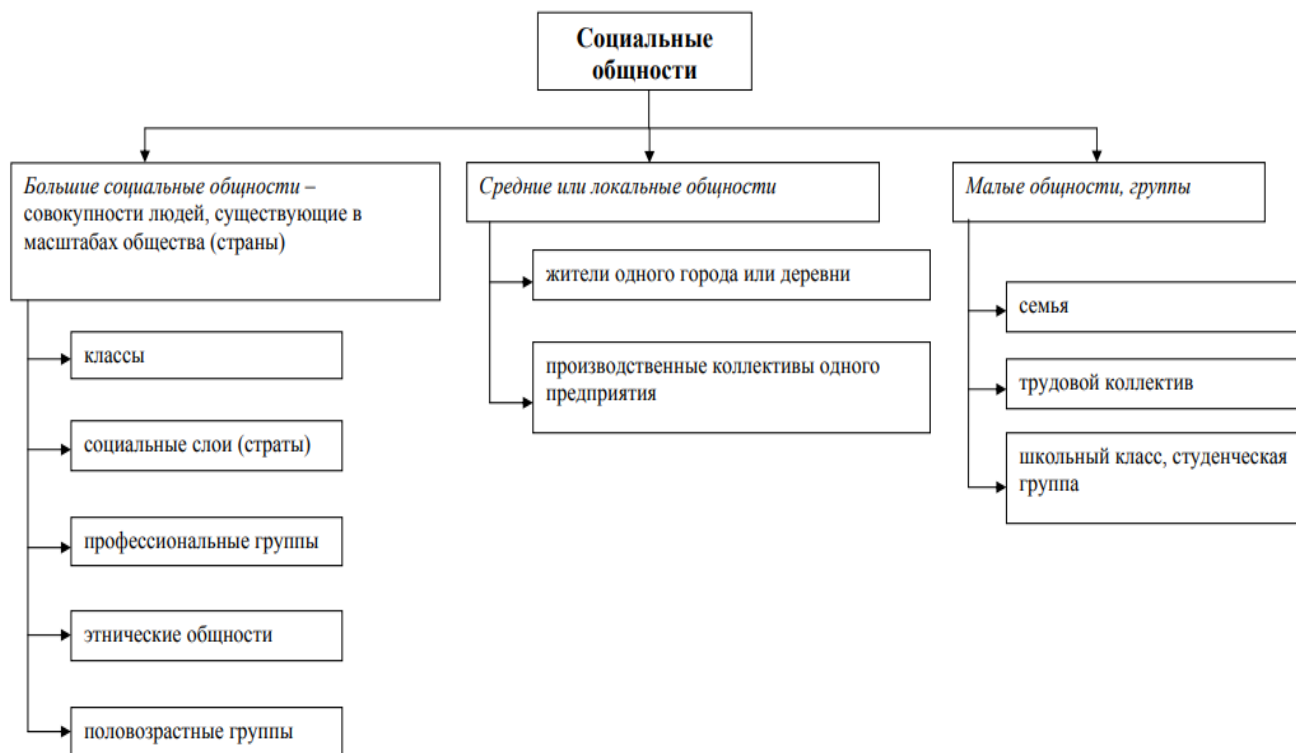 Социальные
общности
Большие социальные общности –
совокупности людей, существующие в
масштабах общества (страны)
классы
социальные слои (страты)
профессиональные группы
этнические общности
половозрастные группы
Средние или локальные общности
жители одного города или деревни
производственные коллективы одного
предприятия
Малые общности, группы
семья
трудовой коллектив
школьный класс, студенческая
группа